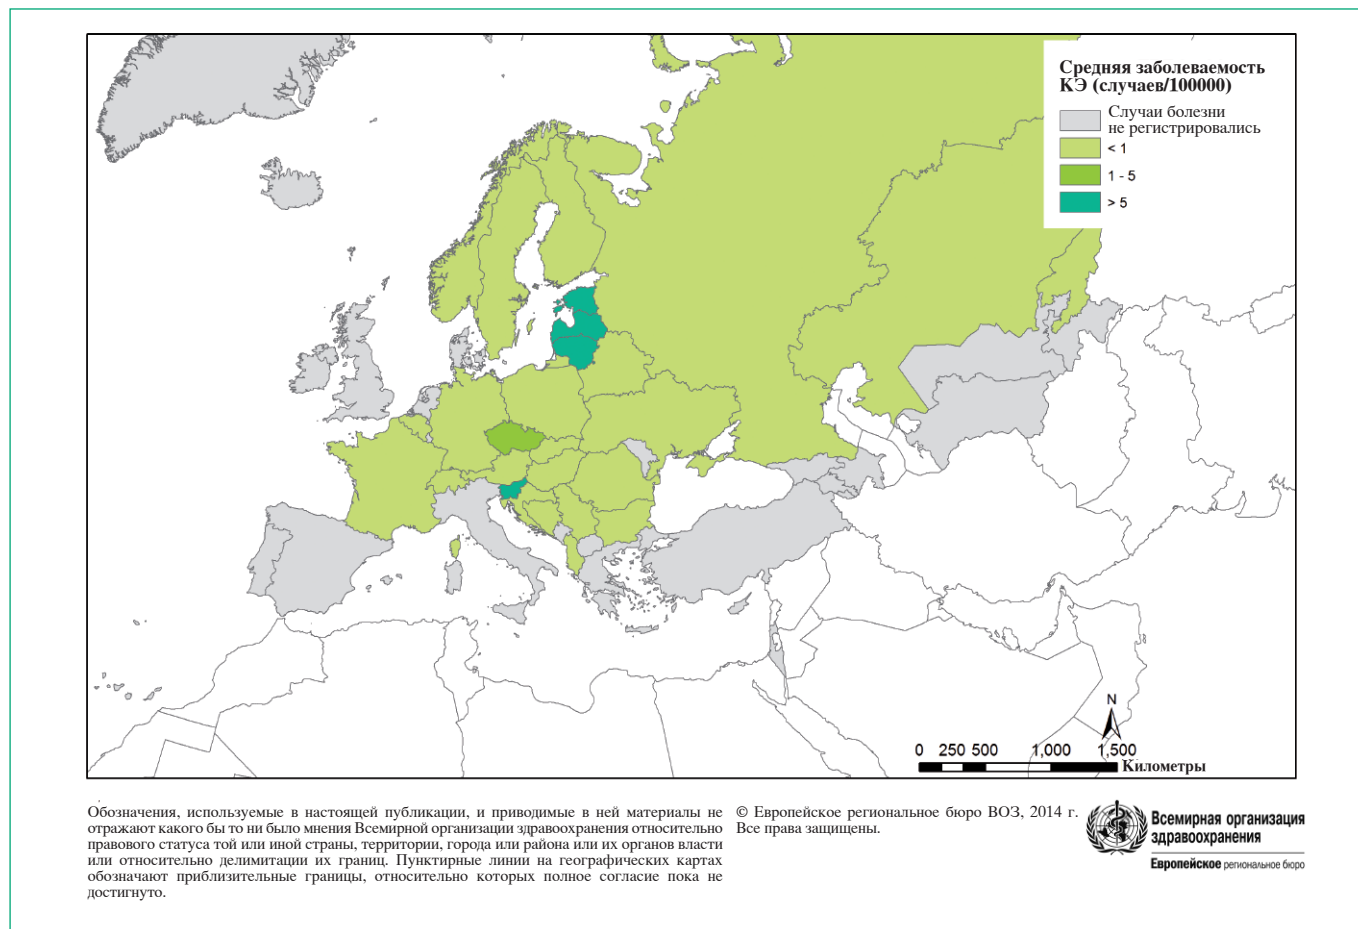 Средняя заболеваемость
КЭ (случаев/100000)
Случаи болезни
не регистрировались
< 1
1 - 5
> 5
N
0 250 500 1,000 1,500
Километры
Обозначения, используемые в настоящей публикации, и приводимые в ней материалы не
отражают какого бы то ни было мнения Всемирной организации здравоохранения относительно
правового статуса той или иной страны, территории, города или района или их органов власти
или относительно делимитации их границ. Пунктирные линии на географических картах
обозначают приблизительные границы, относительно которых полное согласие пока не
достигнуто.
© Европейское региональное бюро ВОЗ, 2014 г.
Все права защищены.
Всемирная организация
здравоохранения
Европейское региональное бюро